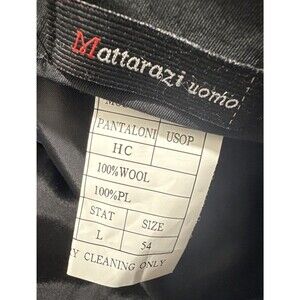 Mattarazi uomo
PANTALONI USOP
HC
100%WOOL
100%PL
STAT SIZE
L 54
CLEANING ONLY